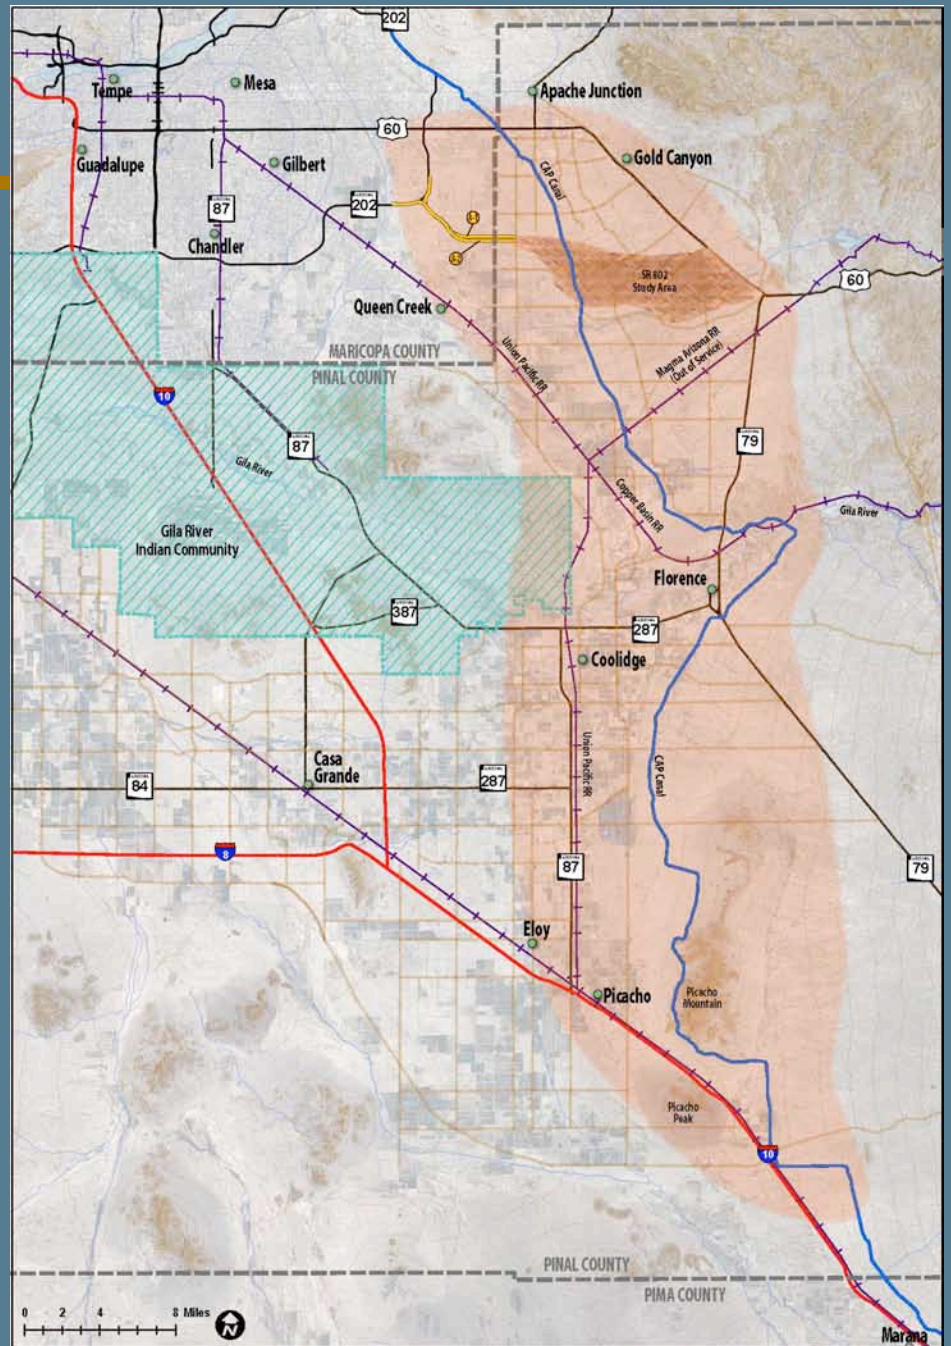 202
Tempe
Mesa
Apache Junction
60
Guadalupe
Gilbert
Gold Canyon
CAP Canal
87
202
Chandler
SR 802
Study Area
60
Queen Creek
MARICOPA COUNTY
PINAL COUNTY
Union Pacific RR
Magma Arizona RR
(Out of Service)
10
87
79
Gila River
Copper Basin RR
Gila River
Gila River
Indian Community
Florence
387
287
Coolidge
Casa
Grande
Union Pacific RR
CAP Canal
84
287
8
87
79
Eloy
Picacho
Picacho
Mountain
Picacho
Peak
10
PINAL COUNTY
PIMA COUNTY
0 2 4 8 Miles
N
Marana